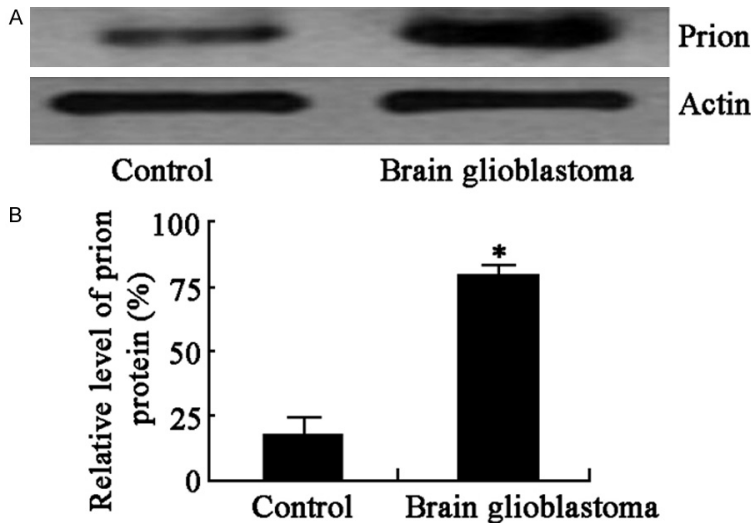 A
Prion
Actin
Control Brain glioblastoma
B
Relative level of prion
protein (%)
100
75
50
25
0
*
Control Brain glioblastoma